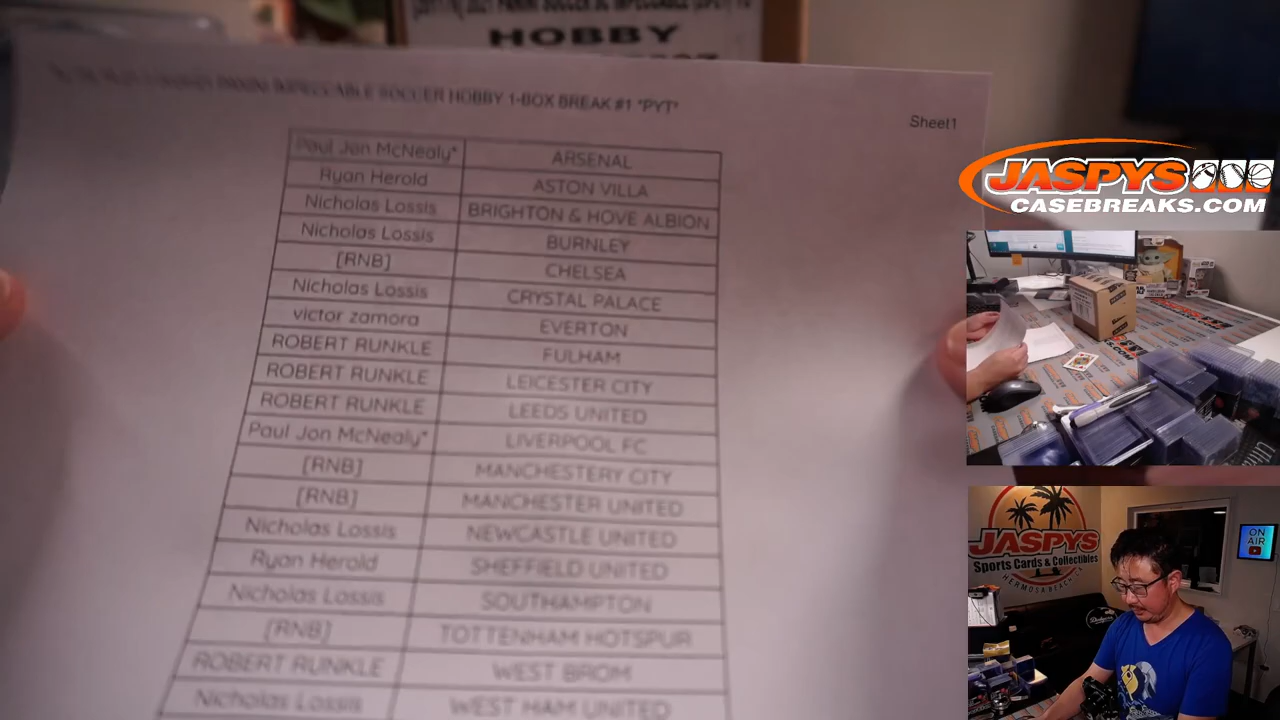 HOBBY
PANINI IMPECCABLE SOCCER HOBBY 1-BOX BREAK #1 *PYT*
Sheet1
Paul Jon McNealy* ARSENAL
Ryan Herold ASTON VILLA
Nicholas Lossis BRIGHTON & HOVE ALBION
Nicholas Lossis BURNLEY
[RNB] CHELSEA
Nicholas Lossis CRYSTAL PALACE
victor zamora EVERTON
ROBERT RUNKLE FULHAM
ROBERT RUNKLE LEICESTER CITY
ROBERT RUNKLE LEEDS UNITED
Paul Jon McNealy* LIVERPOOL FC
[RNB] MANCHESTERY CITY
[RNB] MANCHESTER UNITED
Nicholas Lossis NEWCASTLE UNITED
Ryan Herold SHEFFIELD UNITED
Nicholas Lossis SOUTHAMPTON
[RNB] TOTTENHAM HOTSPUR
ROBERT RUNKLE WEST BROM
Nicholas Lossis WEST HAM UNITED
JASPYS
CASEBREAKS.COM
JASPYS
Sports Cards & Collectibles
HERMOSA BEACH, CA
ON
AIR
Dodgers